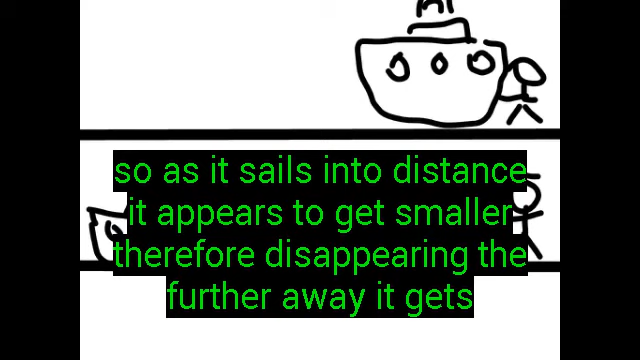 so as it sails into distance
it appears to get smaller
therefore disappearing the
further away it gets